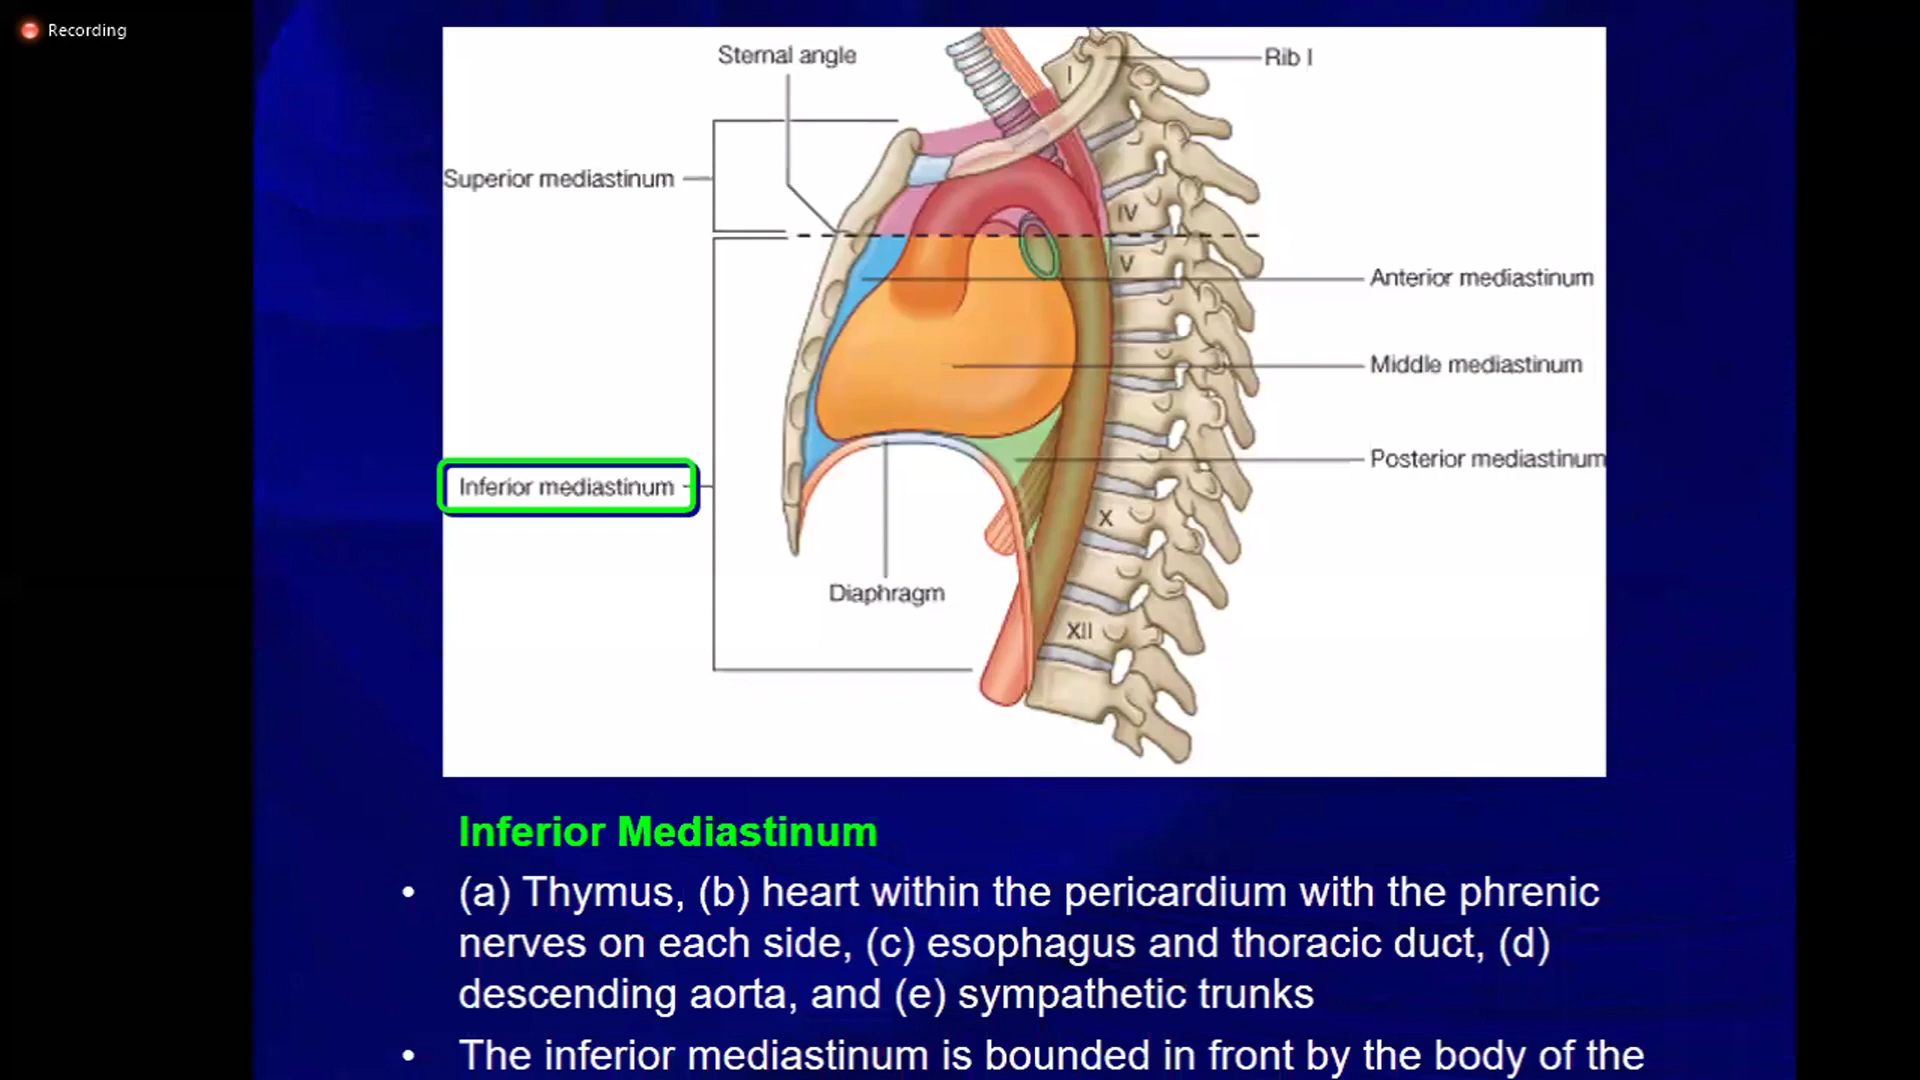 Recording
Sternal angle
Rib I
I
Superior mediastinum
IV
V
Anterior mediastinum
Middle mediastinum
Posterior mediastinum
Inferior mediastinum
X
Diaphragm
XII
Inferior Mediastinum
• (a) Thymus, (b) heart within the pericardium with the phrenic
nerves on each side, (c) esophagus and thoracic duct, (d)
descending aorta, and (e) sympathetic trunks
• The inferior mediastinum is bounded in front by the body of the